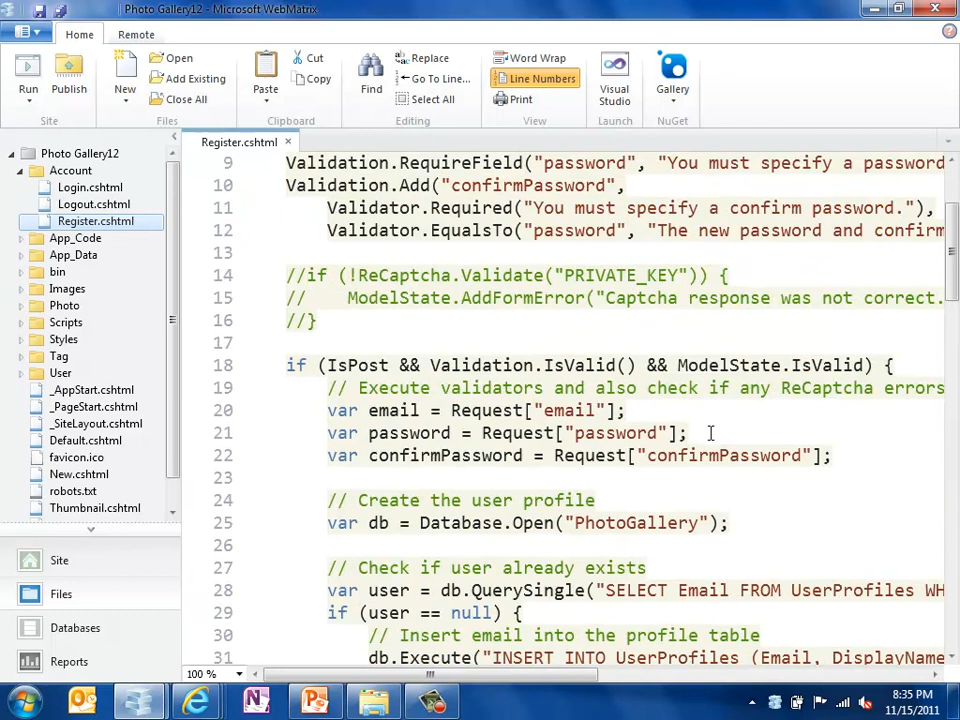 Photo Gallery12 - Microsoft WebMatrix
Home
Remote
Run
Publish
Site
New
Open
Add Existing
Close All
Files
Paste
Cut
Copy
Clipboard
Find
Replace
Go To Line...
Select All
Editing
Word Wrap
Line Numbers
Print
View
Visual
Studio
Launch
Gallery
NuGet
Photo Gallery12
Account
Login.cshtml
Logout.cshtml
Register.cshtml
App_Code
App_Data
bin
Images
Photo
Scripts
Styles
Tag
User
_AppStart.cshtml
_PageStart.cshtml
_SiteLayout.cshtml
Default.cshtml
favicon.ico
New.cshtml
robots.txt
Thumbnail.cshtml
Site
Files
Databases
Reports
Register.cshtml
9 Validation.RequireField("password", "You must specify a password
10 Validation.Add("confirmPassword",
11 Validator.Required("You must specify a confirm password."),
12 Validator.EqualsTo("password", "The new password and confirm
13
14 //if (!ReCaptcha.Validate("PRIVATE_KEY")) {
15 // ModelState.AddFormError("Captcha response was not correct.
16 //}
17
18 if (IsPost && Validation.IsValid() && ModelState.IsValid) {
19 // Execute validators and also check if any ReCaptcha errors
20 var email = Request["email"];
21 var password = Request["password"];
22 var confirmPassword = Request["confirmPassword"];
23
24 // Create the user profile
25 var db = Database.Open("PhotoGallery");
26
27 // Check if user already exists
28 var user = db.QuerySingle("SELECT Email FROM UserProfiles WH
29 if (user == null) {
30 // Insert email into the profile table
31 db.Execute("INSERT INTO UserProfiles (Email, DisplayName
100 %
8:35 PM
11/15/2011